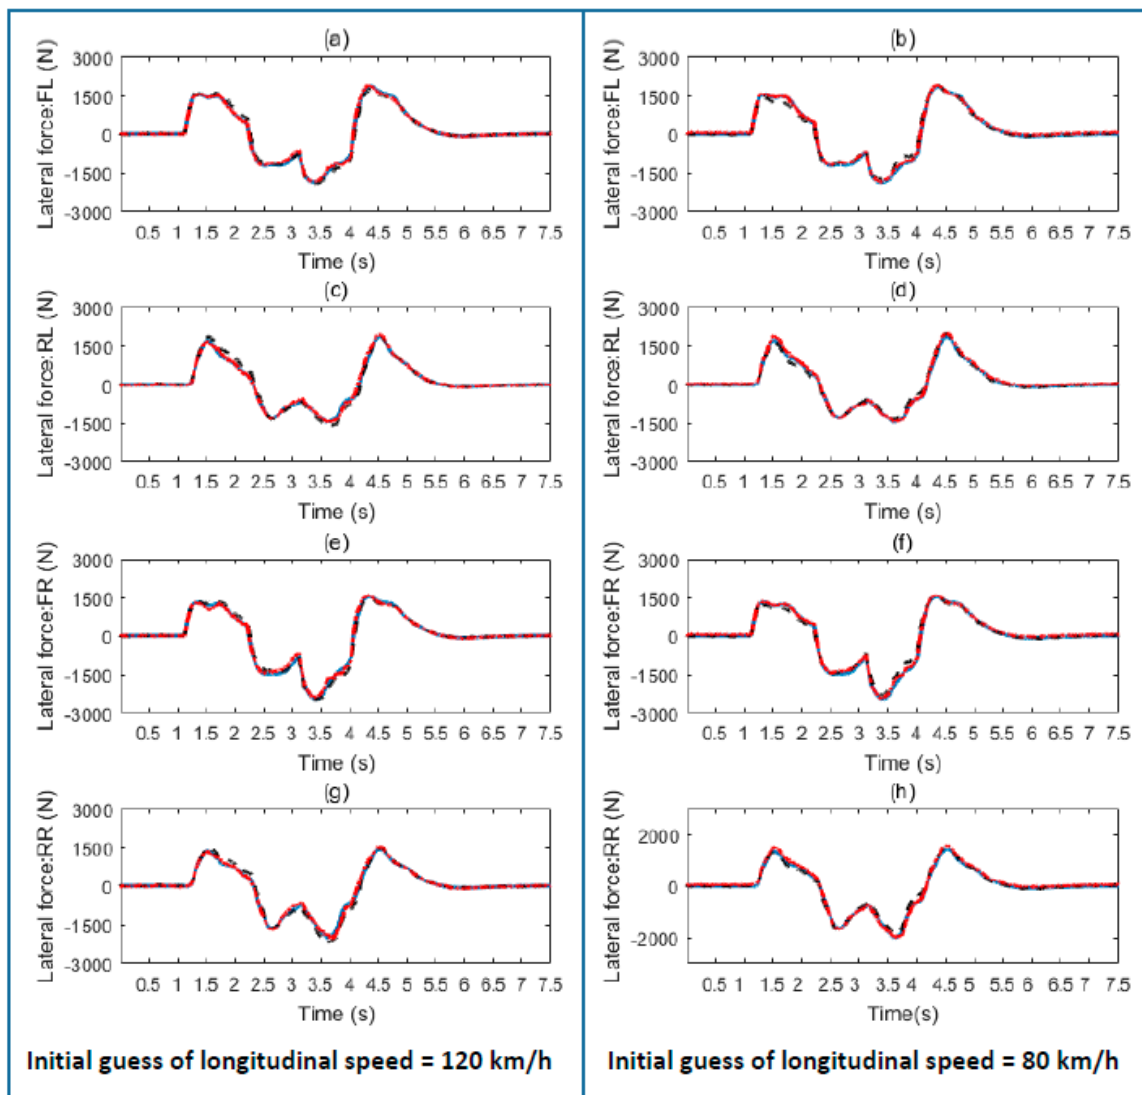 (a)
Lateral force:FL (N)
3000
1500
0
-1500
-3000
0.5 1 1.5 2 2.5 3 3.5 4 4.5 5 5.5 6 6.5 7 7.5
Time (s)
(b)
Lateral force:FL (N)
3000
1500
0
-1500
-3000
0.5 1 1.5 2 2.5 3 3.5 4 4.5 5 5.5 6 6.5 7 7.5
Time (s)
(c)
Lateral force:RL (N)
3000
1500
0
-1500
-3000
0.5 1 1.5 2 2.5 3 3.5 4 4.5 5 5.5 6 6.5 7 7.5
Time (s)
(d)
Lateral force:RL (N)
3000
1500
0
-1500
-3000
0.5 1 1.5 2 2.5 3 3.5 4 4.5 5 5.5 6 6.5 7 7.5
Time (s)
(e)
Lateral force:FR (N)
3000
1500
0
-1500
-3000
0.5 1 1.5 2 2.5 3 3.5 4 4.5 5 5.5 6 6.5 7 7.5
Time (s)
(f)
Lateral force:FR (N)
3000
1500
0
-1500
-3000
0.5 1 1.5 2 2.5 3 3.5 4 4.5 5 5.5 6 6.5 7 7.5
Time (s)
(g)
Lateral force:RR (N)
3000
1500
0
-1500
-3000
0.5 1 1.5 2 2.5 3 3.5 4 4.5 5 5.5 6 6.5 7 7.5
Time (s)
(h)
Lateral force:RR (N)
2000
0
-2000
0.5 1 1.5 2 2.5 3 3.5 4 4.5 5 5.5 6 6.5 7 7.5
Time(s)
Initial guess of longitudinal speed = 120 km/h
Initial guess of longitudinal speed = 80 km/h